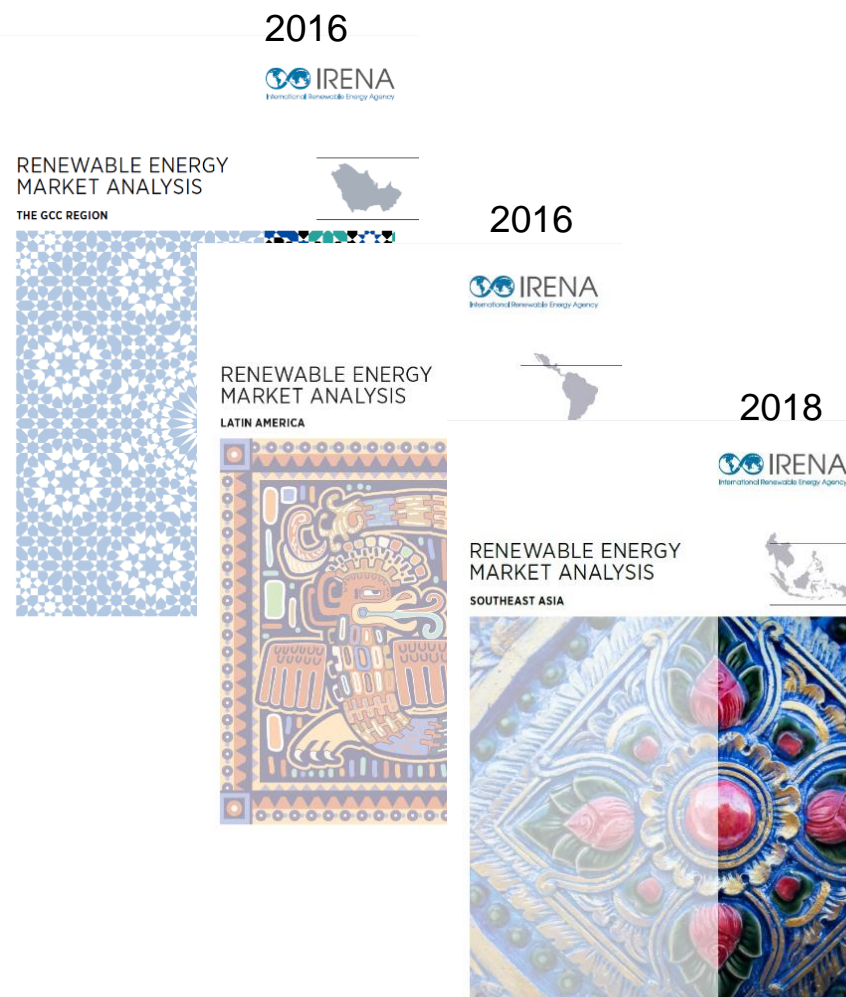 2016
IRENA
International Renewable Energy Agency
RENEWABLE ENERGY
MARKET ANALYSIS
THE GCC REGION
2016
IRENA
International Renewable Energy Agency
RENEWABLE ENERGY
MARKET ANALYSIS
LATIN AMERICA
2018
IRENA
International Renewable Energy Agency
RENEWABLE ENERGY
MARKET ANALYSIS
SOUTHEAST ASIA